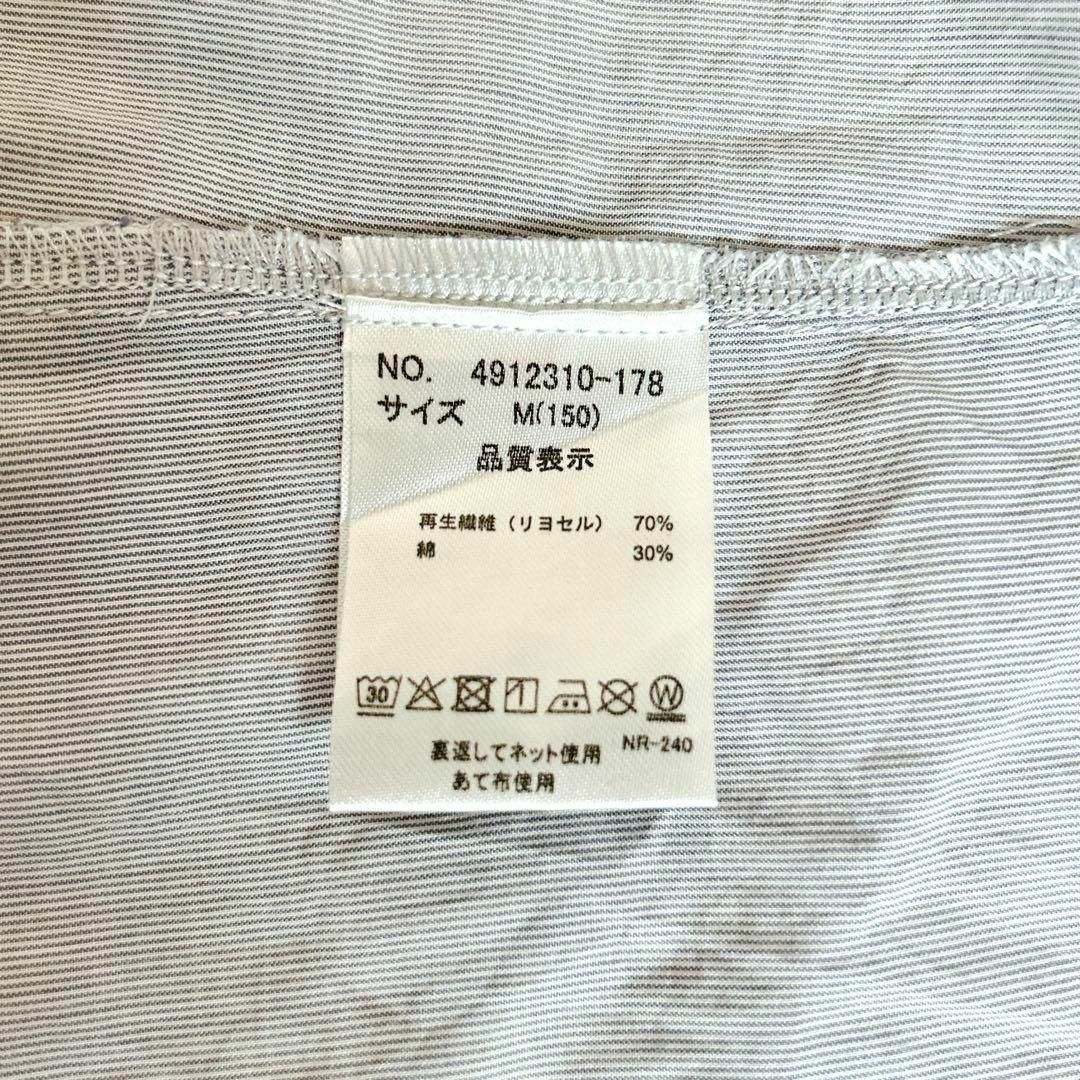 NO. 4912310-178
サイズ M(150)
品質表示
再生繊維（リヨセル） 70%
綿 30%
30
W
裏返してネット使用 NR-240
あて布使用